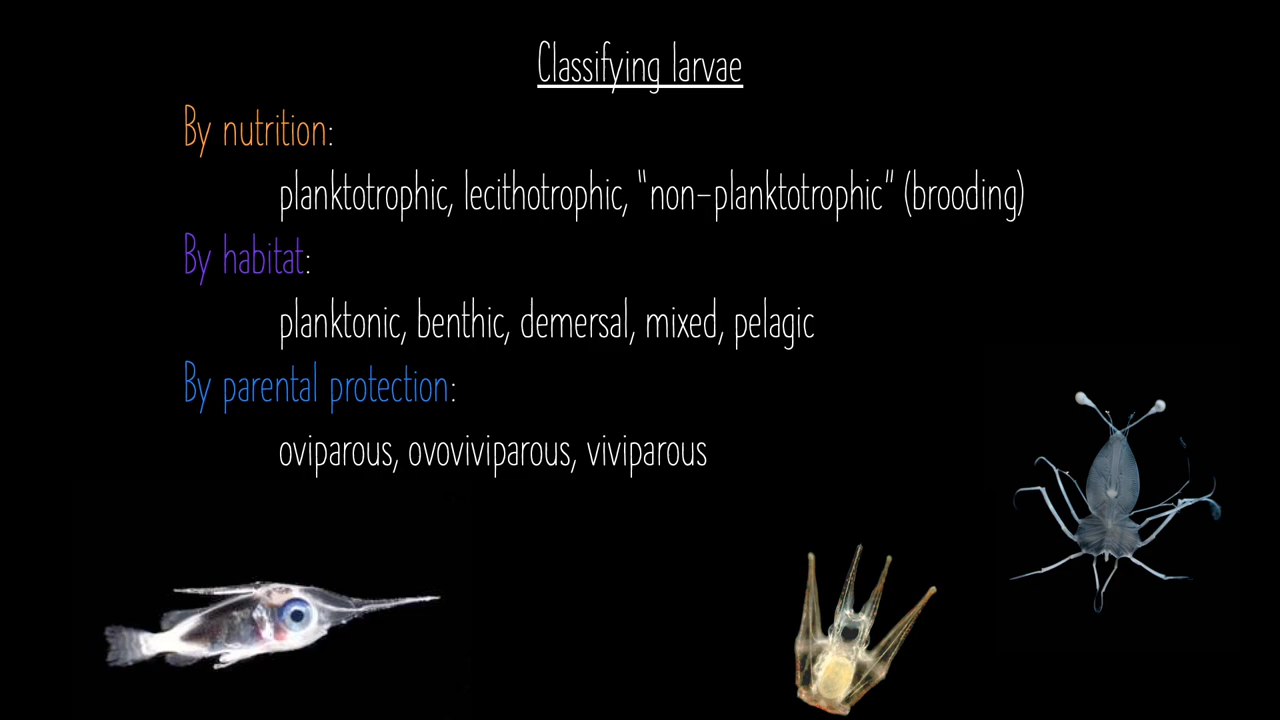 Classifying larvae
By nutrition:
planktotrophic, lecithotrophic, "non-planktotrophic" (brooding)
By habitat:
planktonic, benthic, demersal, mixed, pelagic
By parental protection:
oviparous, ovoviviparous, viviparous